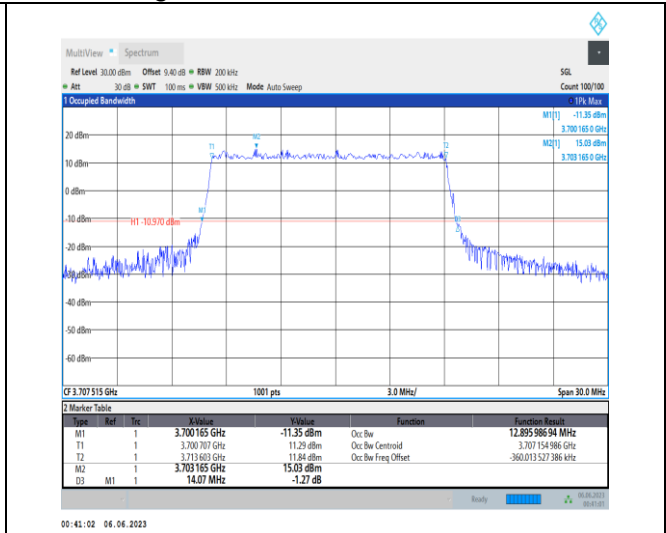 MultiView Spectrum
Ref Level 30.00 dBm Offset 9.40 dB RBW 200 kHz SGL
Att 30 dB SWT 100 ms VBW 500 kHz Mode Auto Sweep Count 100/100
1 Occupied Bandwidth 1Pk Max
M1[1] -11.35 dBm
3.700 165 0 GHz
M2[1] 15.03 dBm
3.703 165 0 GHz
20 dBm
T1 M2 T2
10 dBm
0 dBm
M1
-10 dBm
H1 -10.970 dBm
-20 dBm
-40 dBm
-50 dBm
-60 dBm
CF 3.707 515 GHz 1001 pts 3.0 MHz/ Span 30.0 MHz
2 Marker Table
Type Ref Trc X-Value Y-Value Function Function Result
M1 1 3.700 165 GHz -11.35 dBm Occ Bw 12.895 986 94 MHz
T1 1 3.700 707 GHz 11.29 dBm Occ Bw Centroid 3.707 154 986 GHz
T2 1 3.713 603 GHz 11.84 dBm Occ Bw Freq Offset -360.013 527 386 kHz
M2 1 3.703 165 GHz 15.03 dBm
D3 M1 1 14.07 MHz -1.27 dB
Ready 06.06.2023
00:41:02 06.06.2023